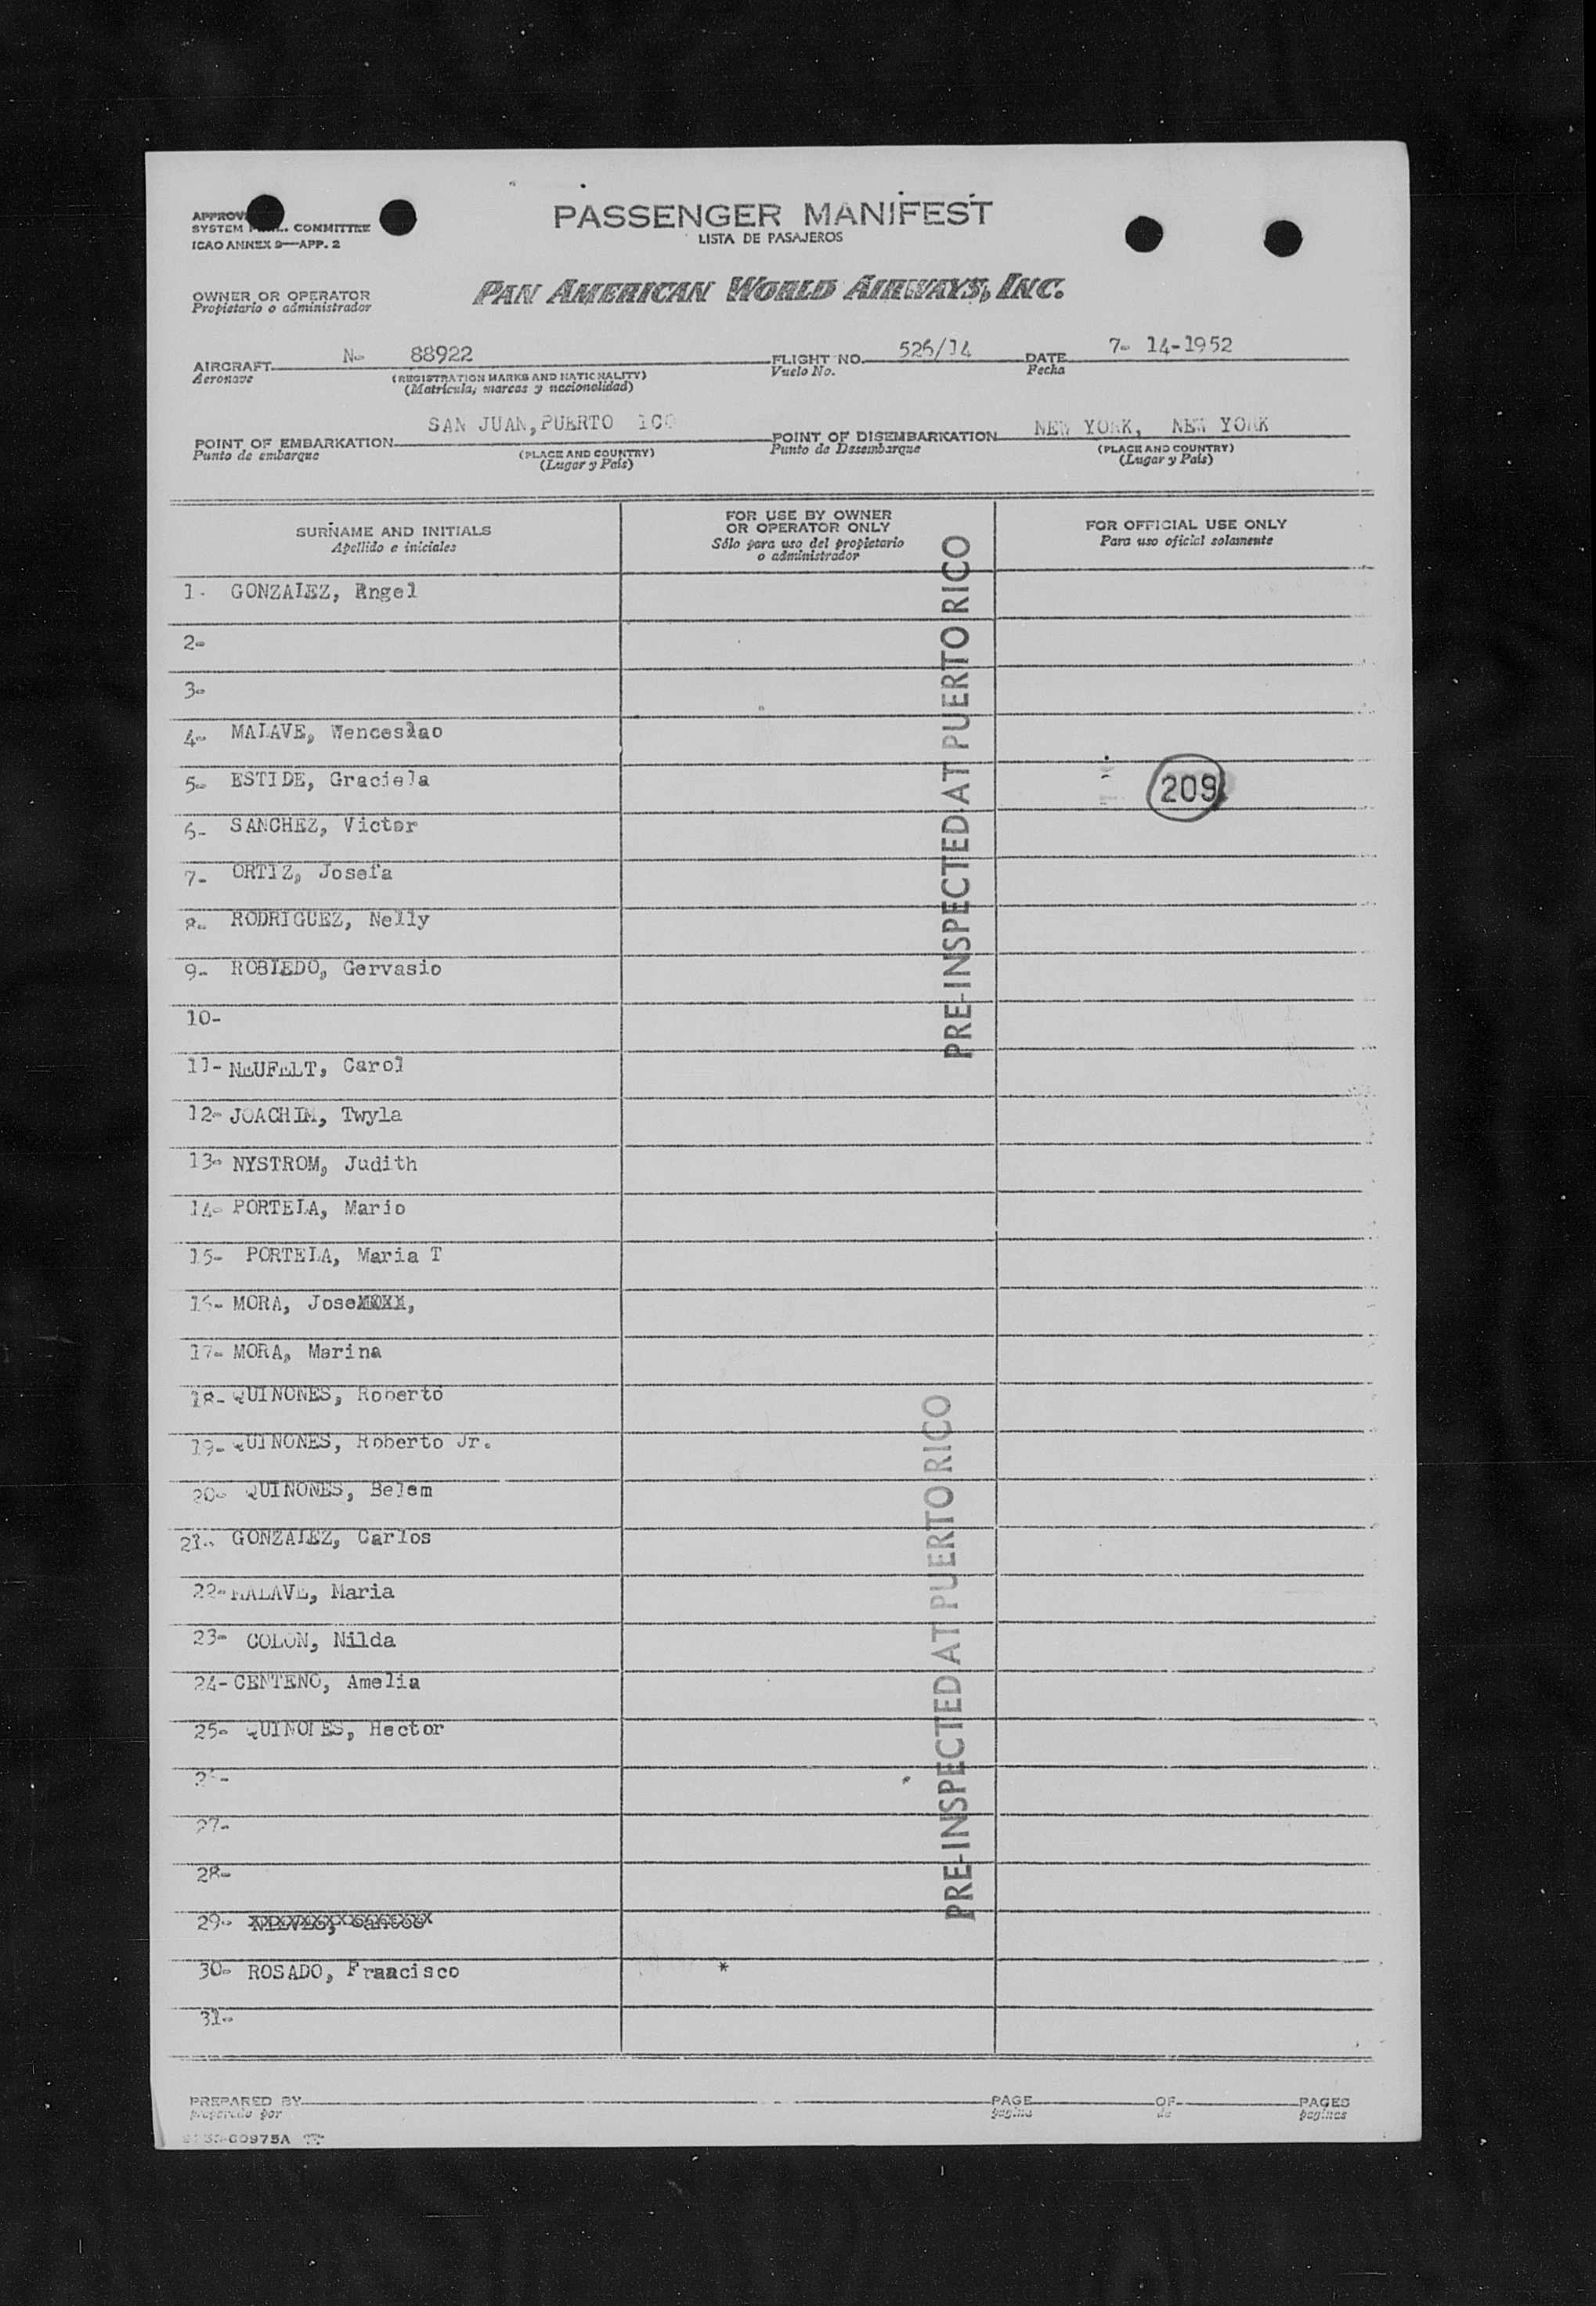 PASSENGER MANIFEST
LISTA DE PASAJEROS
SYSTEM COMMITTEE
ICAO ANNEX 9—APP. 2
OWNER OR OPERATOR
Propietario o administrador
PAN AMERICAN WORLD AIRWAYS, INC.
AIRCRAFT N- 88922 FLIGHT NO. 526/14 DATE 7- 14-1952
Aeronave (REGISTRATION MARKS AND NATIONALITY) Vuelo No. Fecha
(Matrícula, marcas y nacionalidad)
POINT OF EMBARKATION SAN JUAN, PUERTO ICO POINT OF DISEMBARKATION NEW YORK, NEW YORK
Punto de embarque (PLACE AND COUNTRY) Punto de Desembarque (PLACE AND COUNTRY)
(Lugar y País) (Lugar y País)
SURNAME AND INITIALS
Apellido e iniciales
FOR USE BY OWNER
OR OPERATOR ONLY
Sólo para uso del propietario
o administrador
FOR OFFICIAL USE ONLY
Para uso oficial solamente
1- GONZALEZ, Angel
2-
3-
4- MALAVE, Wenceslao
5- ESTIDE, Graciela
209
6- SANCHEZ, Victor
7- ORTIZ, Josefa
8- RODRIGUEZ, Nelly
9- ROBLEDO, Gervasio
10-
11- NEUFELT, Carol
12- JOACHIM, Twyla
13- NYSTROM, Judith
14- PORTELA, Mario
15- PORTELA, Maria T
16- MORA, Jose
17- MORA, Marina
18- QUINONES, Roberto
19- QUINONES, Roberto Jr.
20- QUINONES, Belem
21- GONZALEZ, Carlos
22- MALAVE, Maria
23- COLON, Nilda
24- CENTENO, Amelia
25- QUINONES, Hector
26-
27-
28-
29-
30- ROSADO, Francisco *
31-
PRE-INSPECTED AT PUERTO RICO
PRE-INSPECTED AT PUERTO RICO
PREPARED BY PAGE OF PAGES
preparado por pagina de paginas